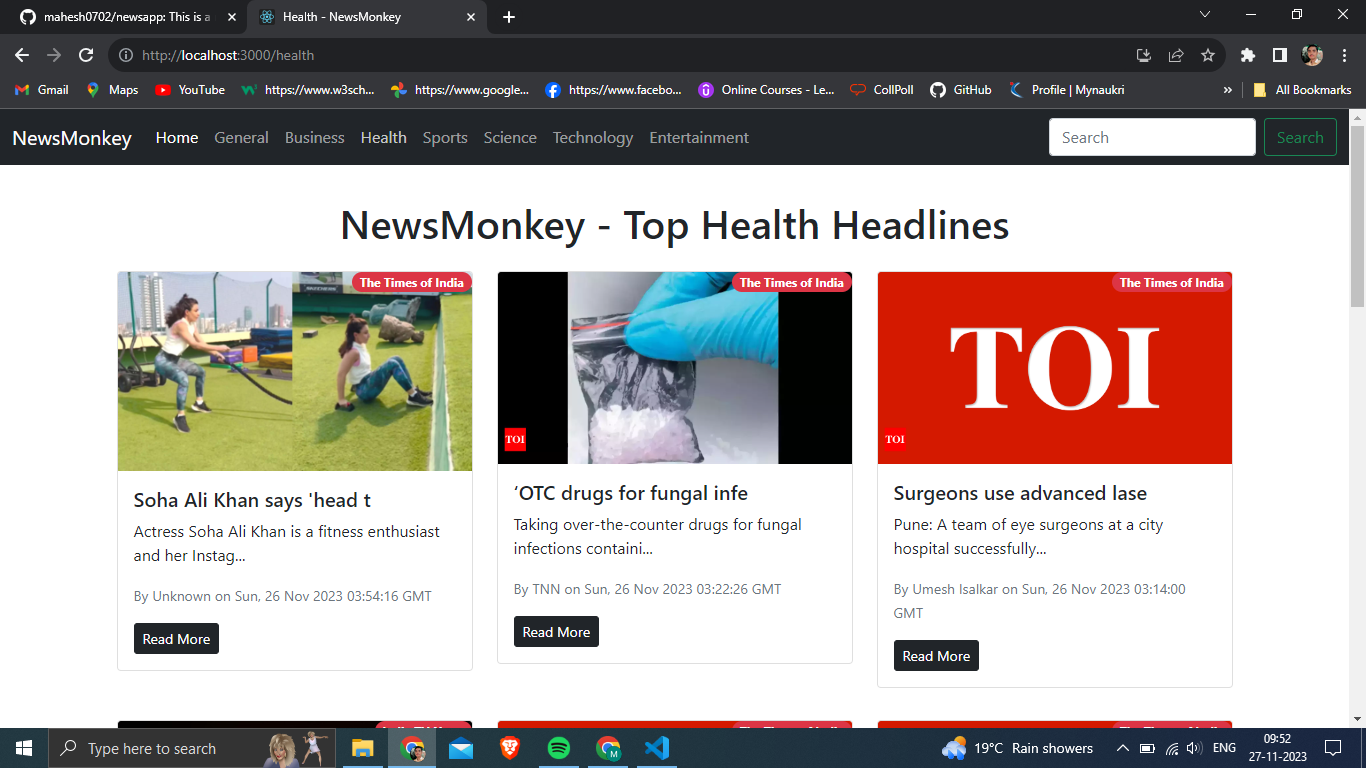 mahesh0702/newsapp: This is a
Health - NewsMonkey
http://localhost:3000/health
Gmail
Maps
YouTube
https://www.w3sch...
https://www.google...
https://www.facebo...
Online Courses - Le...
CollPoll
GitHub
Profile | Mynaukri
»
All Bookmarks
NewsMonkey
Home
General
Business
Health
Sports
Science
Technology
Entertainment
Search
Search
NewsMonkey - Top Health Headlines
The Times of India
Soha Ali Khan says 'head t
Actress Soha Ali Khan is a fitness enthusiast
and her Instag...
By Unknown on Sun, 26 Nov 2023 03:54:16 GMT
Read More
The Times of India
TOI
‘OTC drugs for fungal infe
Taking over-the-counter drugs for fungal
infections containi...
By TNN on Sun, 26 Nov 2023 03:22:26 GMT
Read More
The Times of India
TOI
TOI
Surgeons use advanced lase
Pune: A team of eye surgeons at a city
hospital successfully...
By Umesh Isalkar on Sun, 26 Nov 2023 03:14:00
GMT
Read More
Type here to search
19°C Rain showers
ENG
09:52
27-11-2023